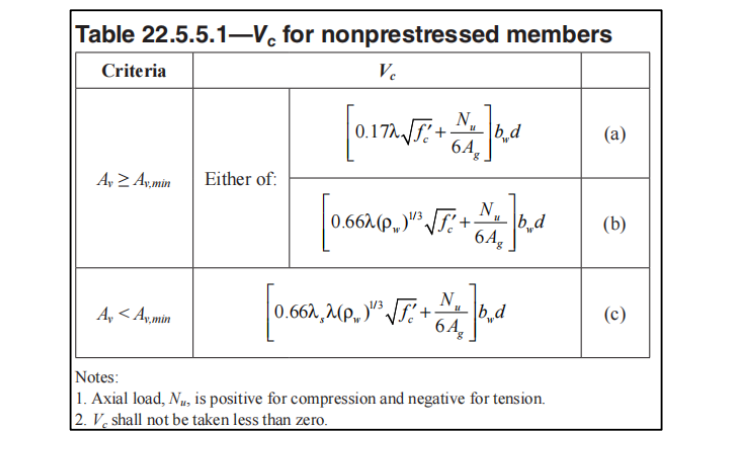 Table 22.5.5.1—Vc for nonprestressed members
Criteria Vc
Av ≥ Av,min Either of: [0.17λ√f′c + Nu/6Ag] bwd (a)
[0.66λ(ρw)^1/3 √f′c + Nu/6Ag] bwd (b)
Av < Av,min [0.66λsλ(ρw)^1/3 √f′c + Nu/6Ag] bwd (c)
Notes:
1. Axial load, Nu, is positive for compression and negative for tension.
2. Vc shall not be taken less than zero.